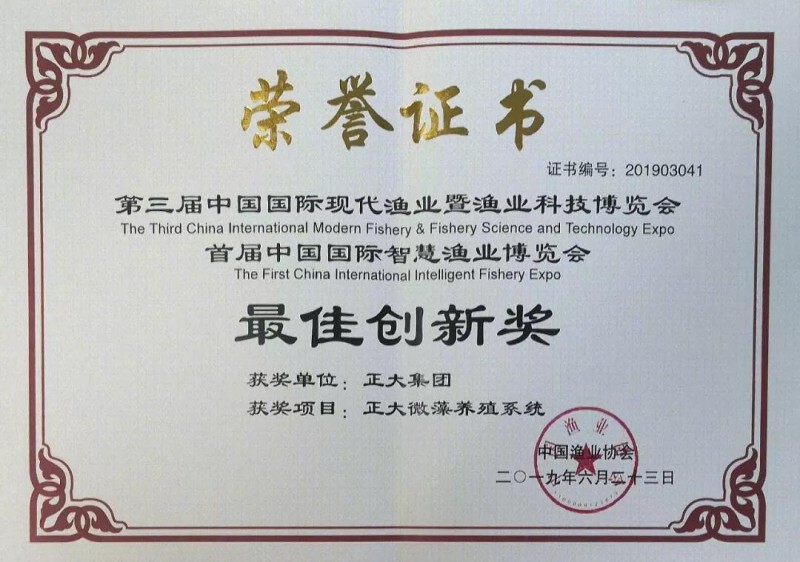 荣誉证书
证书编号：201903041
第三届中国国际现代渔业暨渔业科技博览会
The Third China International Modern Fishery & Fishery Science and Technology Expo
首届中国国际智慧渔业博览会
The First China International Intelligent Fishery Expo
最佳创新奖
获奖单位：正大集团
获奖项目：正大微藻养殖系统
中国渔业协会
二〇一九年六月二十三日